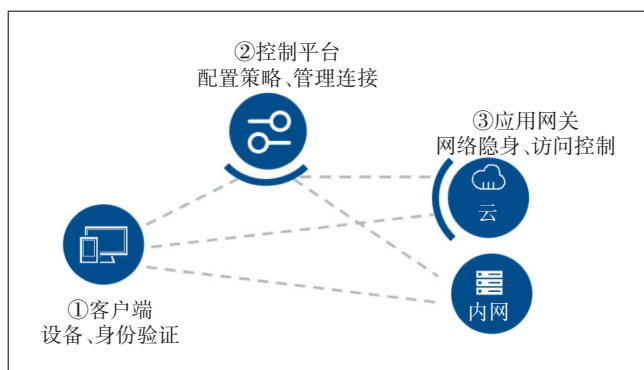 ②控制平台
配置策略、管理连接
③应用网关
网络隐身、访问控制
云
①客户端
设备、身份验证
内网